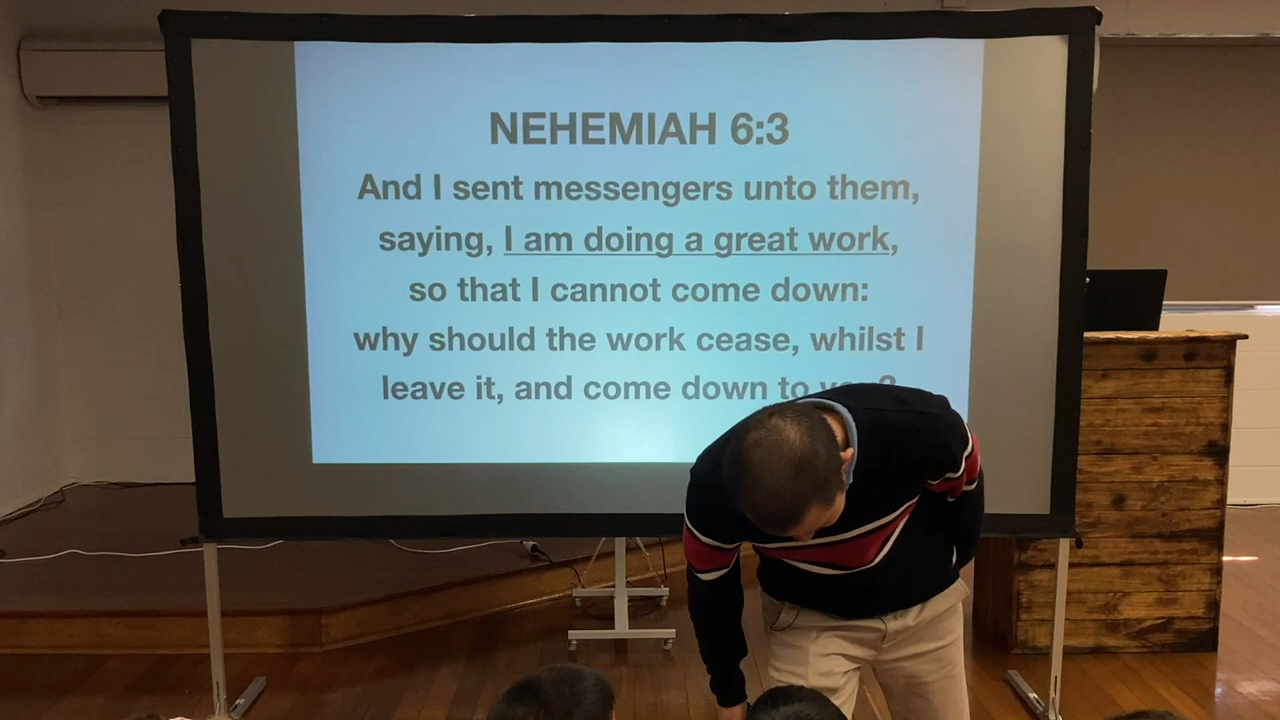 NEHEMIAH 6:3
And I sent messengers unto them,
saying, I am doing a great work,
so that I cannot come down:
why should the work cease, whilst I
leave it, and come down to